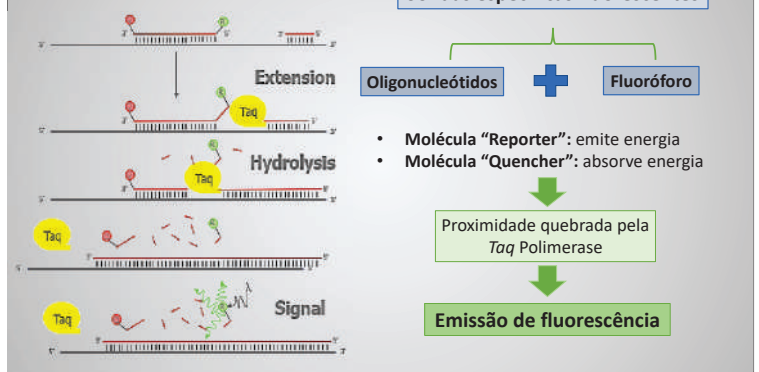 Extension
Taq
Hydrolysis
Taq
Taq
Signal
Taq
Oligonucleótidos
Fluoróforo
• Molécula “Reporter”: emite energia
• Molécula “Quencher”: absorve energia
Proximidade quebrada pela
Taq Polimerase
Emissão de fluorescência